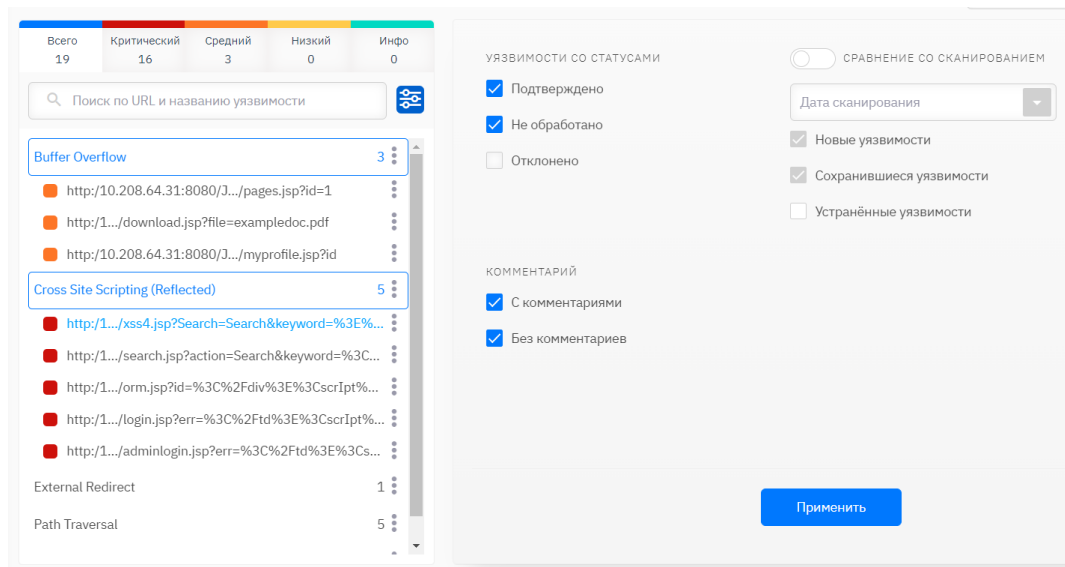 Всего Критический Средний Низкий Инфо
19 16 3 0 0
Поиск по URL и названию уязвимости
Buffer Overflow 3
http:/10.208.64.31:8080/J.../pages.jsp?id=1
http:/1.../download.jsp?file=exampledoc.pdf
http:/10.208.64.31:8080/J.../myprofile.jsp?id
Cross Site Scripting (Reflected) 5
http:/1.../xss4.jsp?Search=Search&keyword=%3E%...
http:/1.../search.jsp?action=Search&keyword=%3C...
http:/1.../orm.jsp?id=%3C%2Fdiv%3E%3CscrIpt%...
http:/1.../login.jsp?err=%3C%2Ftd%3E%3CscrIpt%...
http:/1.../adminlogin.jsp?err=%3C%2Ftd%3E%3Cs...
External Redirect 1
Path Traversal 5
УЯЗВИМОСТИ СО СТАТУСАМИ
Подтверждено
Не обработано
Отклонено
СРАВНЕНИЕ СО СКАНИРОВАНИЕМ
Дата сканирования
Новые уязвимости
Сохранившиеся уязвимости
Устранённые уязвимости
КОММЕНТАРИЙ
С комментариями
Без комментариев
Применить